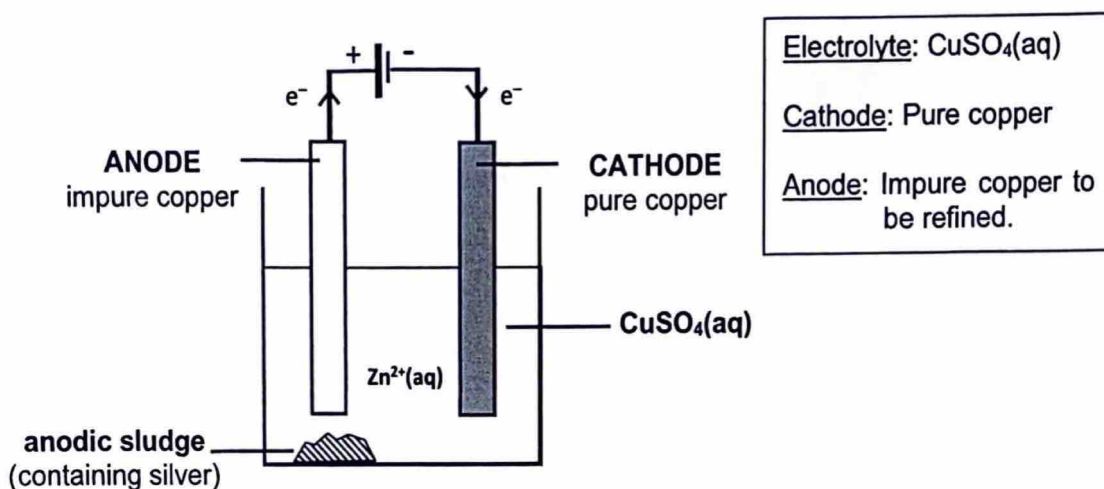 + -
e⁻ e⁻
ANODE
impure copper
CATHODE
pure copper
CuSO₄(aq)
Zn²⁺(aq)
anodic sludge
(containing silver)
Electrolyte: CuSO₄(aq)
Cathode: Pure copper
Anode: Impure copper to
be refined.